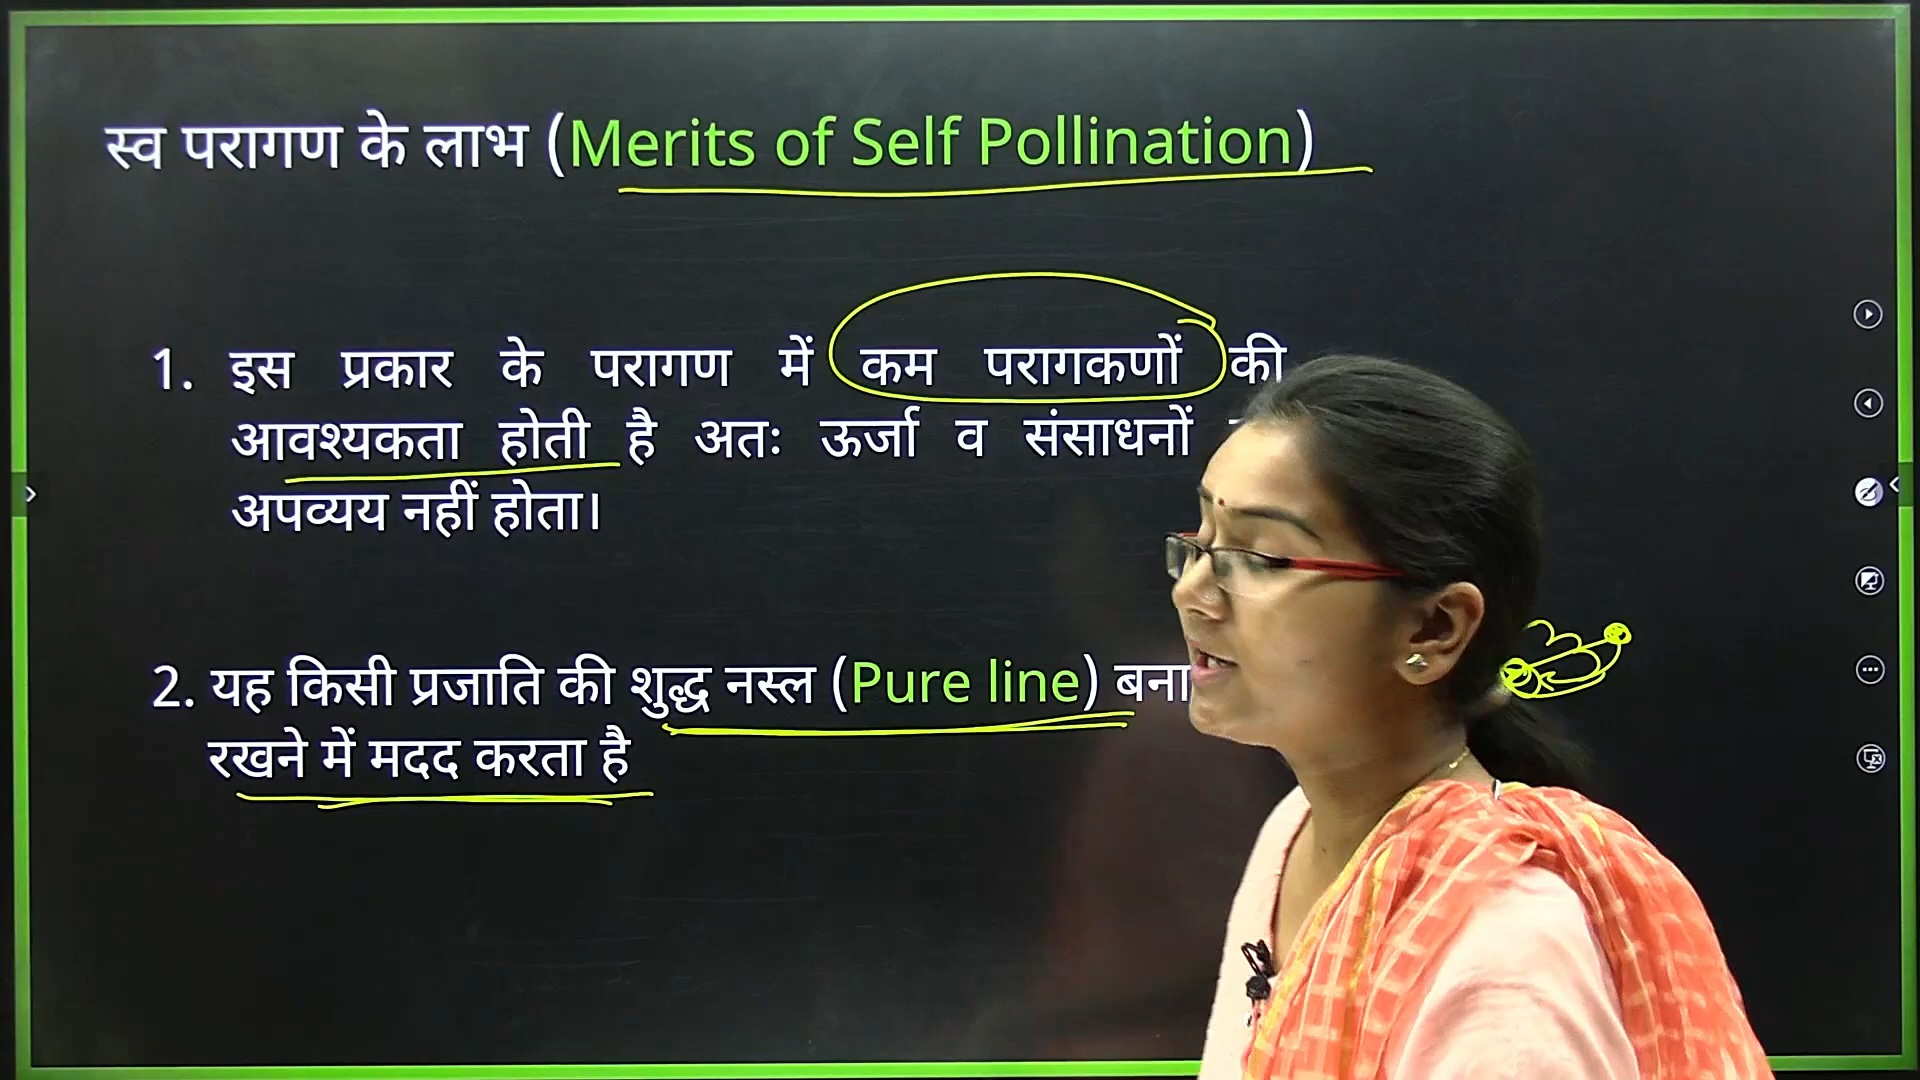 स्व परागण के लाभ (Merits of Self Pollination)
1. इस प्रकार के परागण में कम परागकणों की
आवश्यकता होती है अतः ऊर्जा व संसाधनों
अपव्यय नहीं होता।
2. यह किसी प्रजाति की शुद्ध नस्ल (Pure line)
रखने में मदद करता है